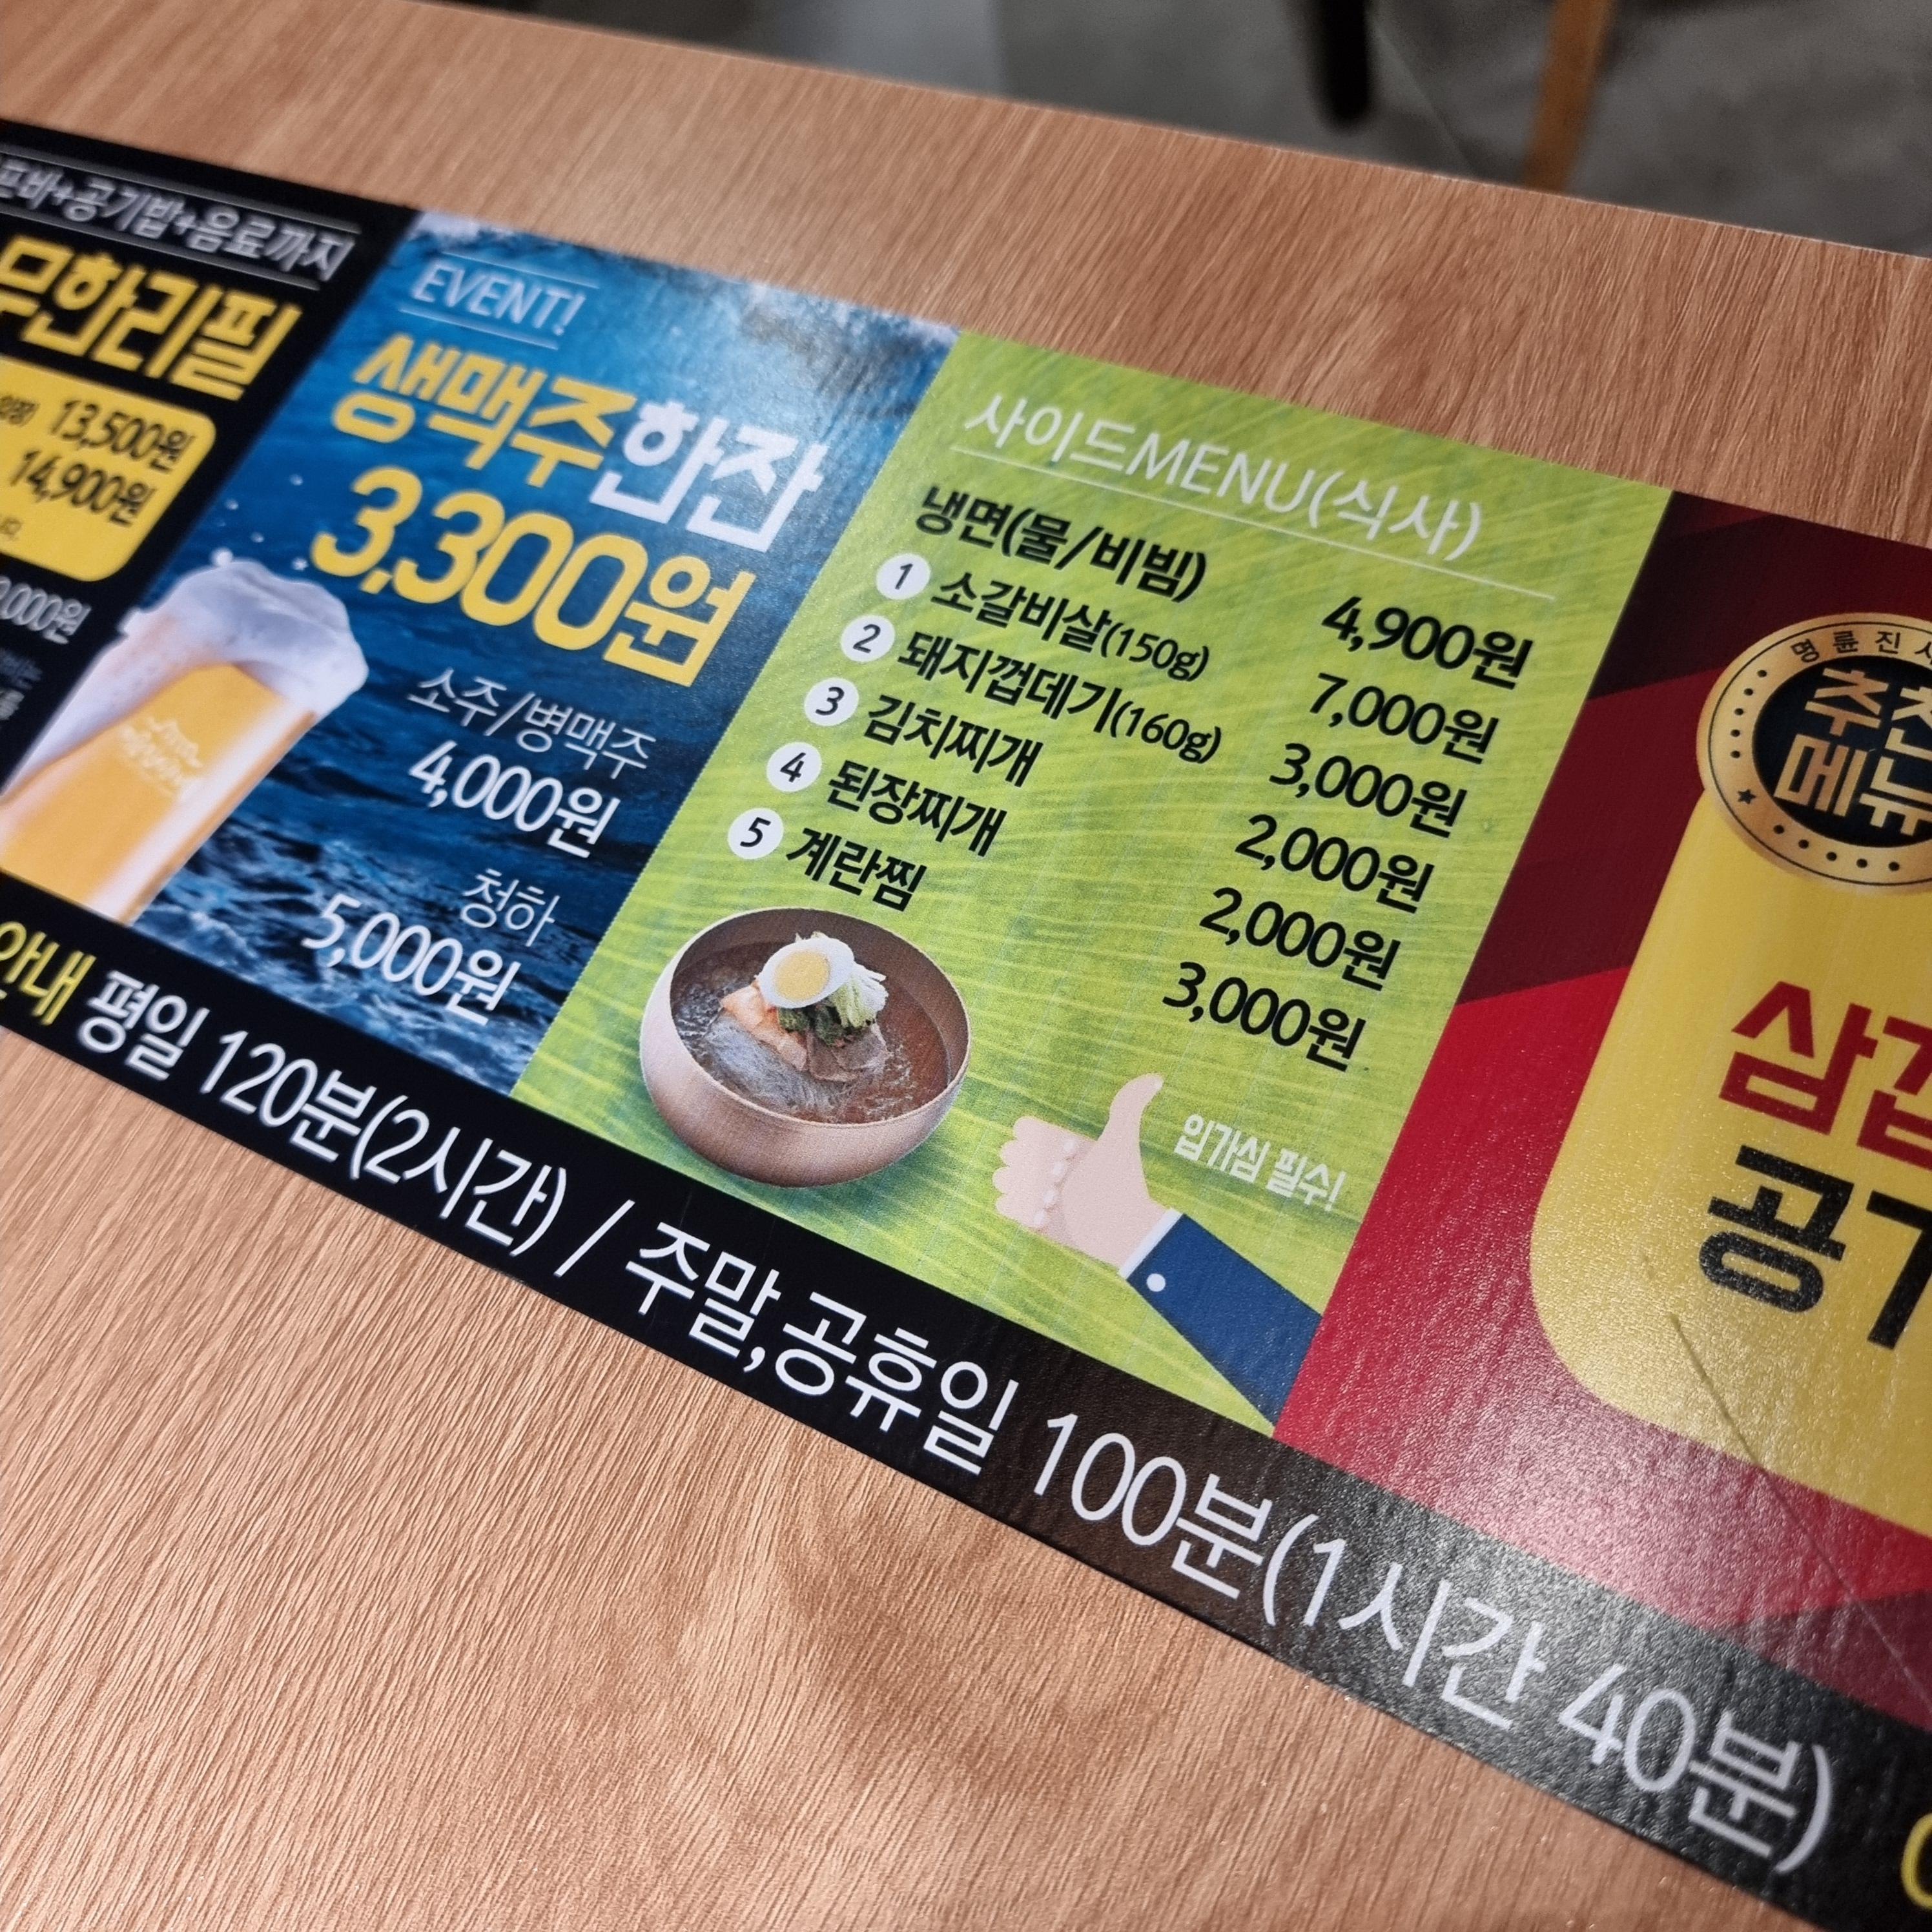 공기밥+음료까지
무한리필
13,500원
14,900원
EVENT!
생맥주한잔
3,300원
소주/병맥주
4,000원
청하
5,000원
사이드MENU(식사)
냉면(물/비빔) 4,900원
1 소갈비살(150g) 7,000원
2 돼지껍데기(160g) 3,000원
3 김치찌개 2,000원
4 된장찌개 2,000원
5 계란찜 3,000원
입가심 필수!
명륜진사
추천
메뉴
삼겹
공기
안내 평일 120분(2시간) / 주말,공휴일 100분(1시간 40분)